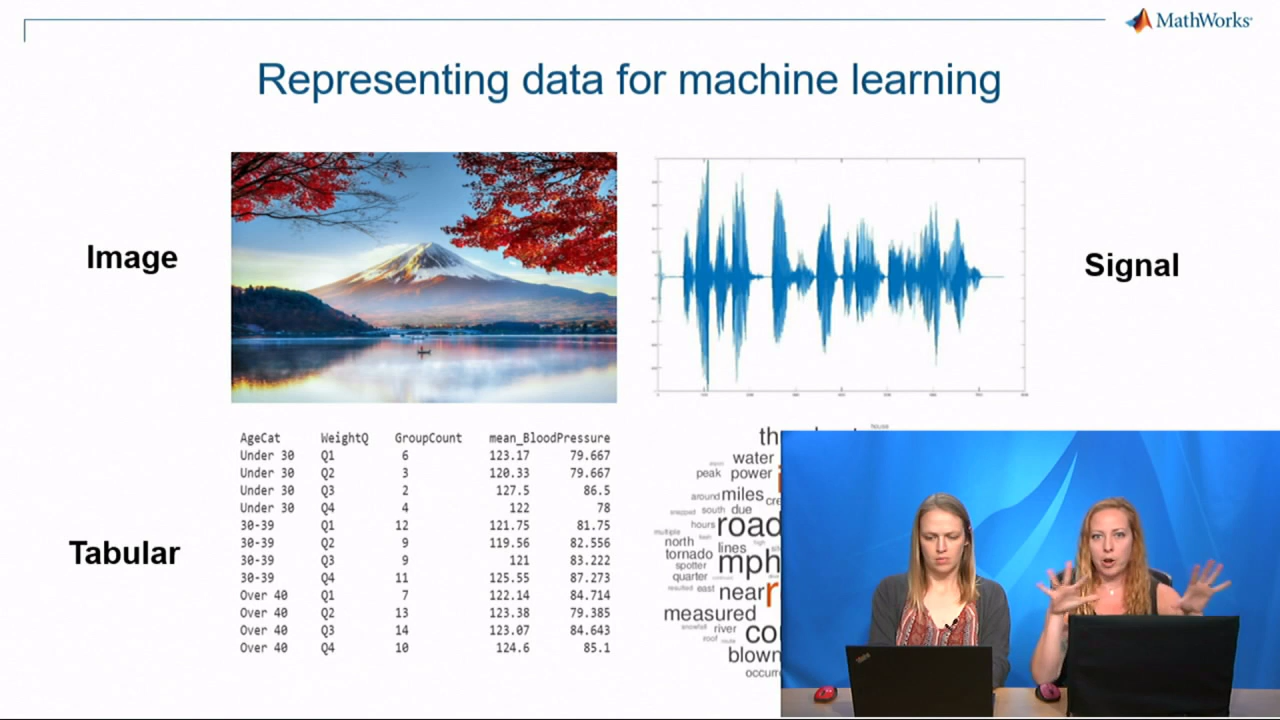 MathWorks
Representing data for machine learning
Image
Signal
Tabular
AgeCat WeightQ GroupCount mean_BloodPressure
Under 30 Q1 6 123.17 79.667
Under 30 Q2 3 120.33 79.667
Under 30 Q3 2 127.5 86.5
Under 30 Q4 4 122 78
30-39 Q1 12 121.75 81.75
30-39 Q2 9 119.56 82.556
30-39 Q3 9 121 83.222
30-39 Q4 11 125.55 87.273
Over 40 Q1 7 122.14 84.714
Over 40 Q2 13 123.38 79.385
Over 40 Q3 14 123.07 84.643
Over 40 Q4 10 124.6 85.1
house
water
peak power
around miles
south due
hours road
multiple
north lines
tornado
mph
spotter
quarter
east near
measured
river
roof
blown